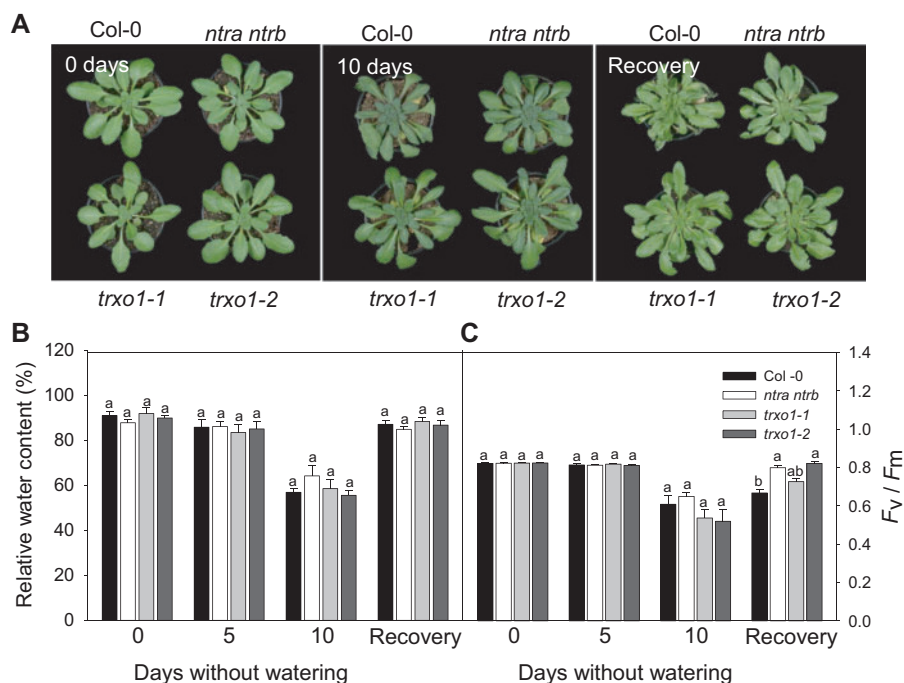 A
Col-0 ntra ntrb Col-0 ntra ntrb Col-0 ntra ntrb
0 days 10 days Recovery
trxo1-1 trxo1-2 trxo1-1 trxo1-2 trxo1-1 trxo1-2
B C
120 1.4
100 1.2
80 1.0
60 0.8
40 0.6
20 0.4
0 0.2
0.0
Relative water content (%)
a a a a a a a a a a a a a a a a
a a a a a a a a a a a a b a ab a
Col -0
ntra ntrb
trxo1-1
trxo1-2
Fv / Fm
0 5 10 Recovery 0 5 10 Recovery
Days without watering Days without watering